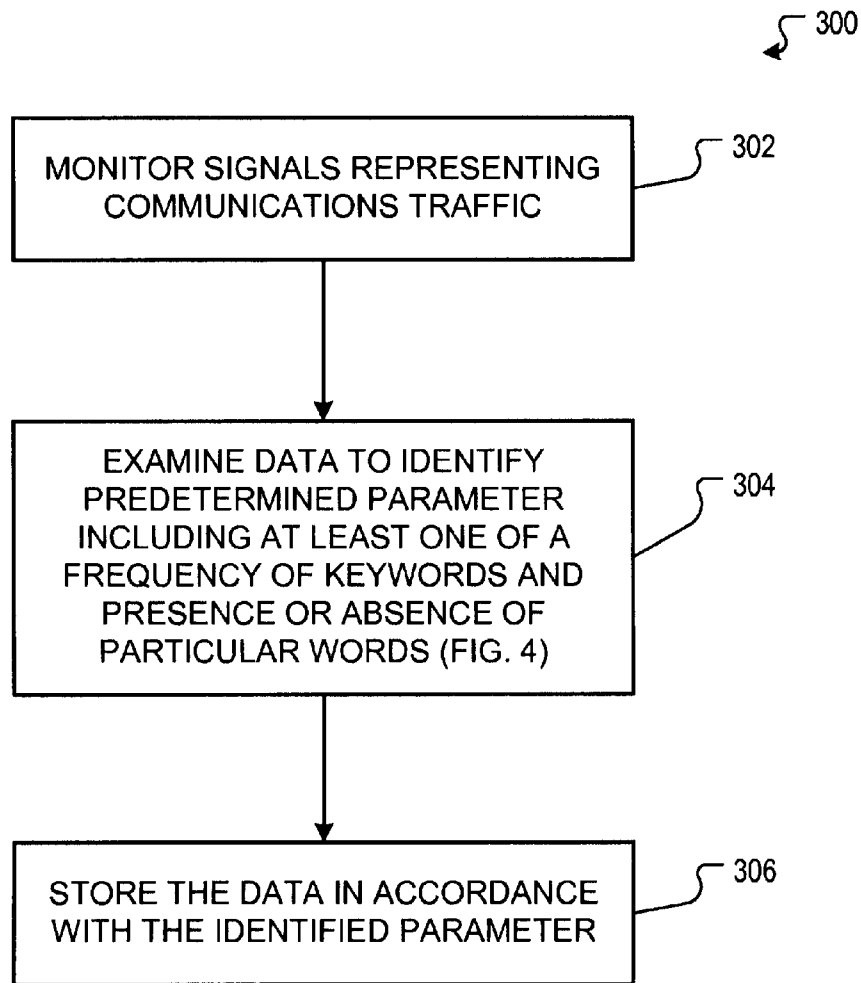 300
MONITOR SIGNALS REPRESENTING
COMMUNICATIONS TRAFFIC
302
EXAMINE DATA TO IDENTIFY
PREDETERMINED PARAMETER
INCLUDING AT LEAST ONE OF A
FREQUENCY OF KEYWORDS AND
PRESENCE OR ABSENCE OF
PARTICULAR WORDS (FIG. 4)
304
STORE THE DATA IN ACCORDANCE
WITH THE IDENTIFIED PARAMETER
306